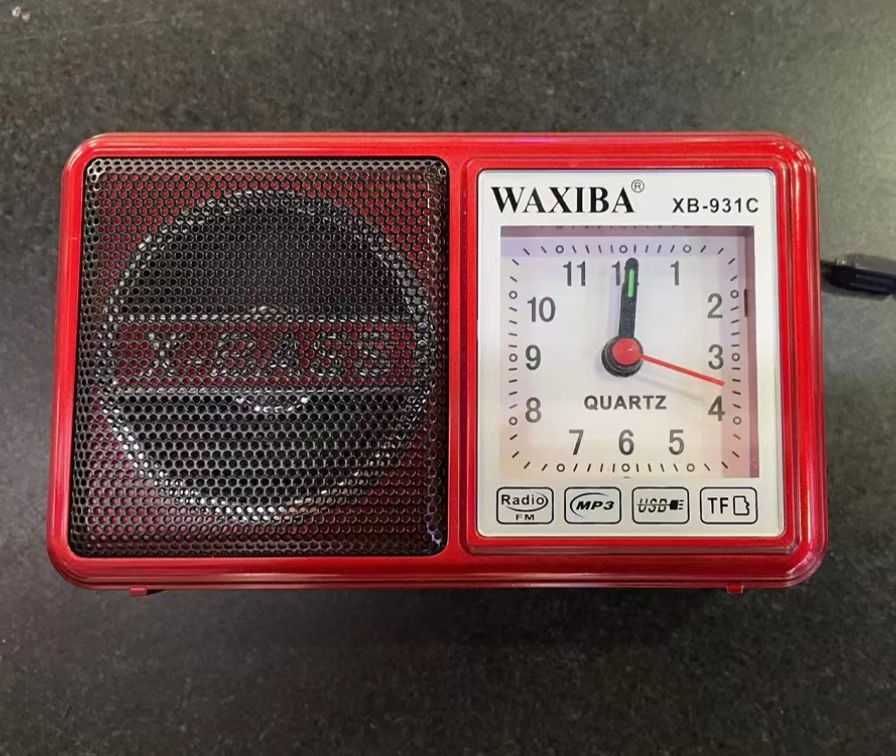 WAXIBA®
XB-931C
11 12 1
10 2
9 3
8 4
7 6 5
QUARTZ
X-BASS
Radio
FM
MP3
USB
TF